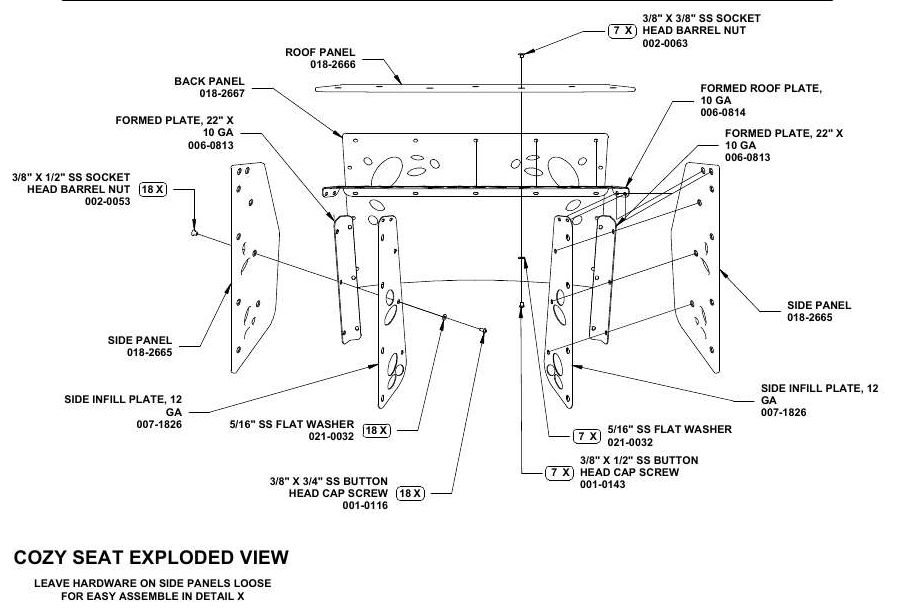 3/8" X 3/8" SS SOCKET
7 X HEAD BARREL NUT
002-0063
ROOF PANEL
018-2666
BACK PANEL
018-2667
FORMED ROOF PLATE,
10 GA
006-0814
FORMED PLATE, 22" X
10 GA
006-0813
FORMED PLATE, 22" X
10 GA
006-0813
3/8" X 1/2" SS SOCKET
HEAD BARREL NUT 18 X
002-0053
SIDE PANEL
018-2665
SIDE PANEL
018-2665
SIDE INFILL PLATE, 12
GA
007-1826
SIDE INFILL PLATE, 12
GA
007-1826
5/16" SS FLAT WASHER 18 X
021-0032
7 X 5/16" SS FLAT WASHER
021-0032
3/8" X 1/2" SS BUTTON
7 X HEAD CAP SCREW
001-0143
3/8" X 3/4" SS BUTTON
HEAD CAP SCREW 18 X
001-0116
COZY SEAT EXPLODED VIEW
LEAVE HARDWARE ON SIDE PANELS LOOSE
FOR EASY ASSEMBLE IN DETAIL X